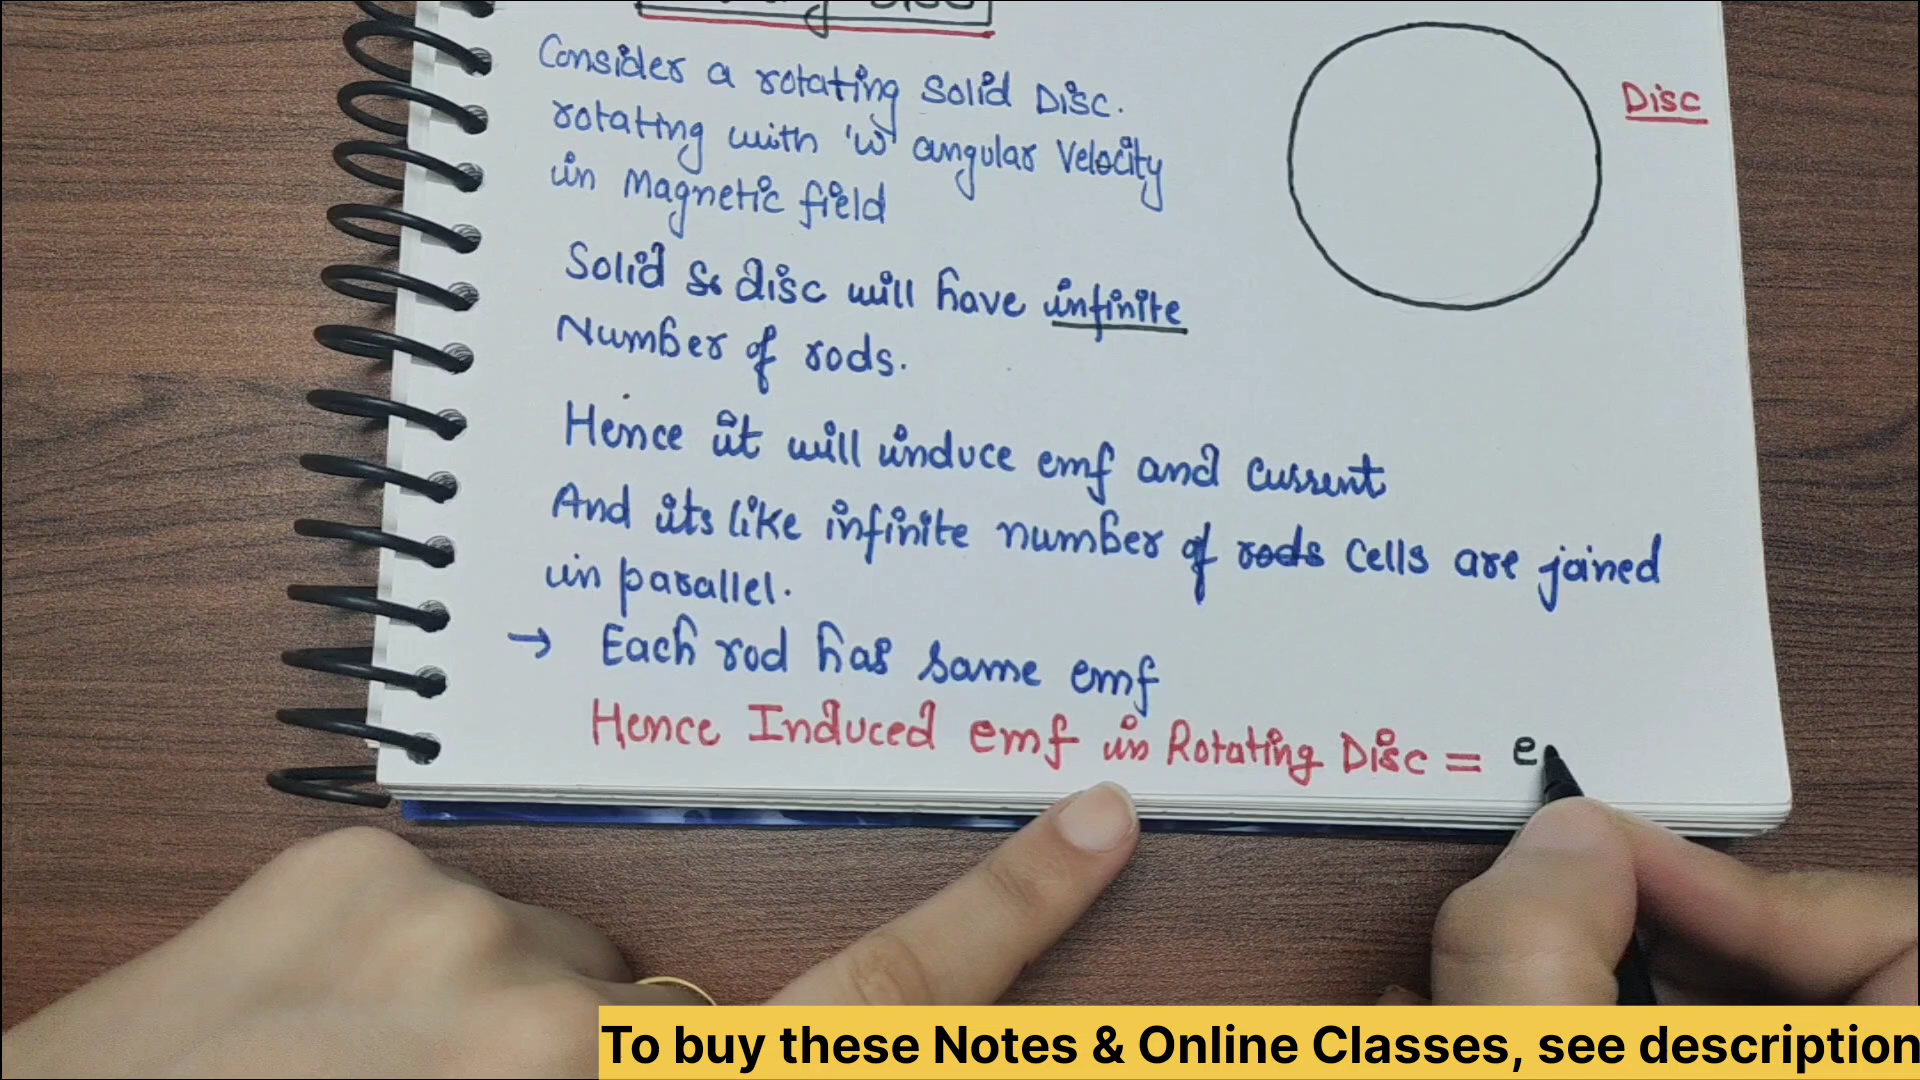 Disc
Consider a rotating solid Disc.
rotating with 'ω' angular Velocity
in Magnetic field
Solid disc will have infinite
Number of rods.
Hence it will induce emf and current
And its like infinite number of rods cells are joined
in parallel.
→ Each rod has same emf
Hence Induced emf in Rotating Disc = e
To buy these Notes & Online Classes, see description